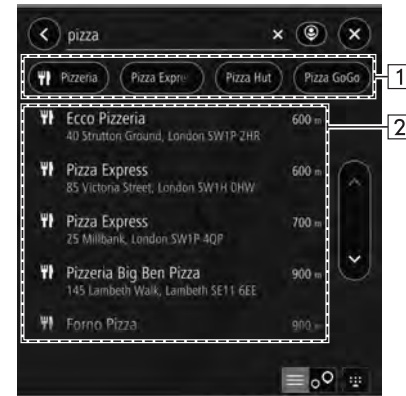 pizza
Pizzeria Pizza Expre Pizza Hut Pizza GoGo 1
2
Ecco Pizzeria 600 m
40 Strutton Ground, London SW1P 2HR
Pizza Express 600 m
85 Victoria Street, London SW1H 0HW
Pizza Express 700 m
25 Millbank, London SW1P 4QP
Pizzeria Big Ben Pizza 900 m
145 Lambeth Walk, Lambeth SE11 6EE
Forno Pizza 900 m